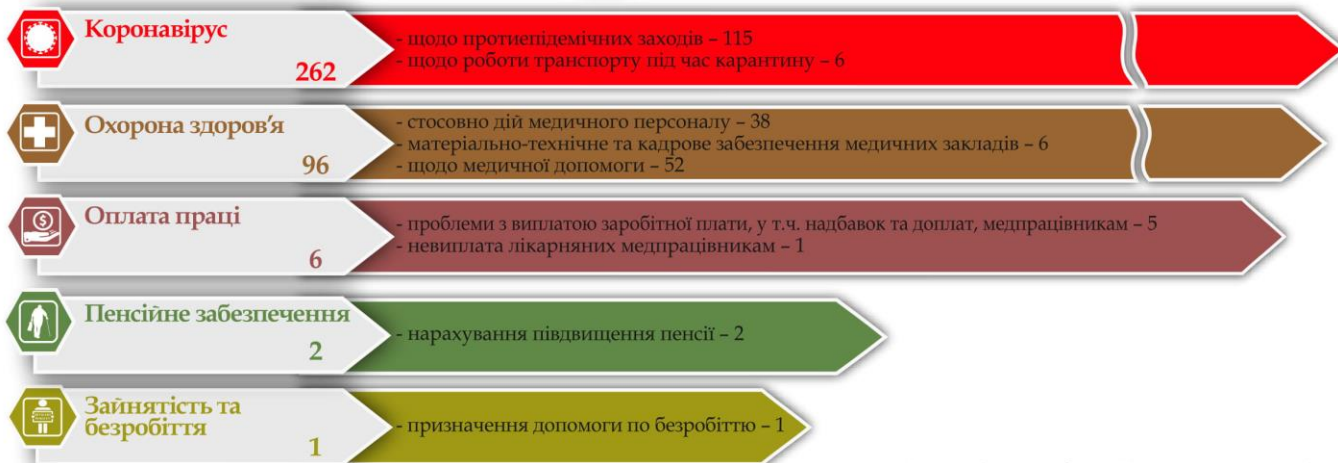 Коронавірус
262
- щодо протиепідемічних заходів – 115
- щодо роботи транспорту під час карантину – 6
Охорона здоров'я
96
- стосовно дій медичного персоналу – 38
- матеріально-технічне та кадрове забезпечення медичних закладів – 6
- щодо медичної допомоги – 52
Оплата праці
6
- проблеми з виплатою заробітної плати, у т.ч. надбавок та доплат, медпрацівникам – 5
- невиплата лікарняних медпрацівникам – 1
Пенсійне забезпечення
2
- нарахування півдвищення пенсії – 2
Зайнятість та
безробіття
1
- призначення допомоги по безробіттю – 1